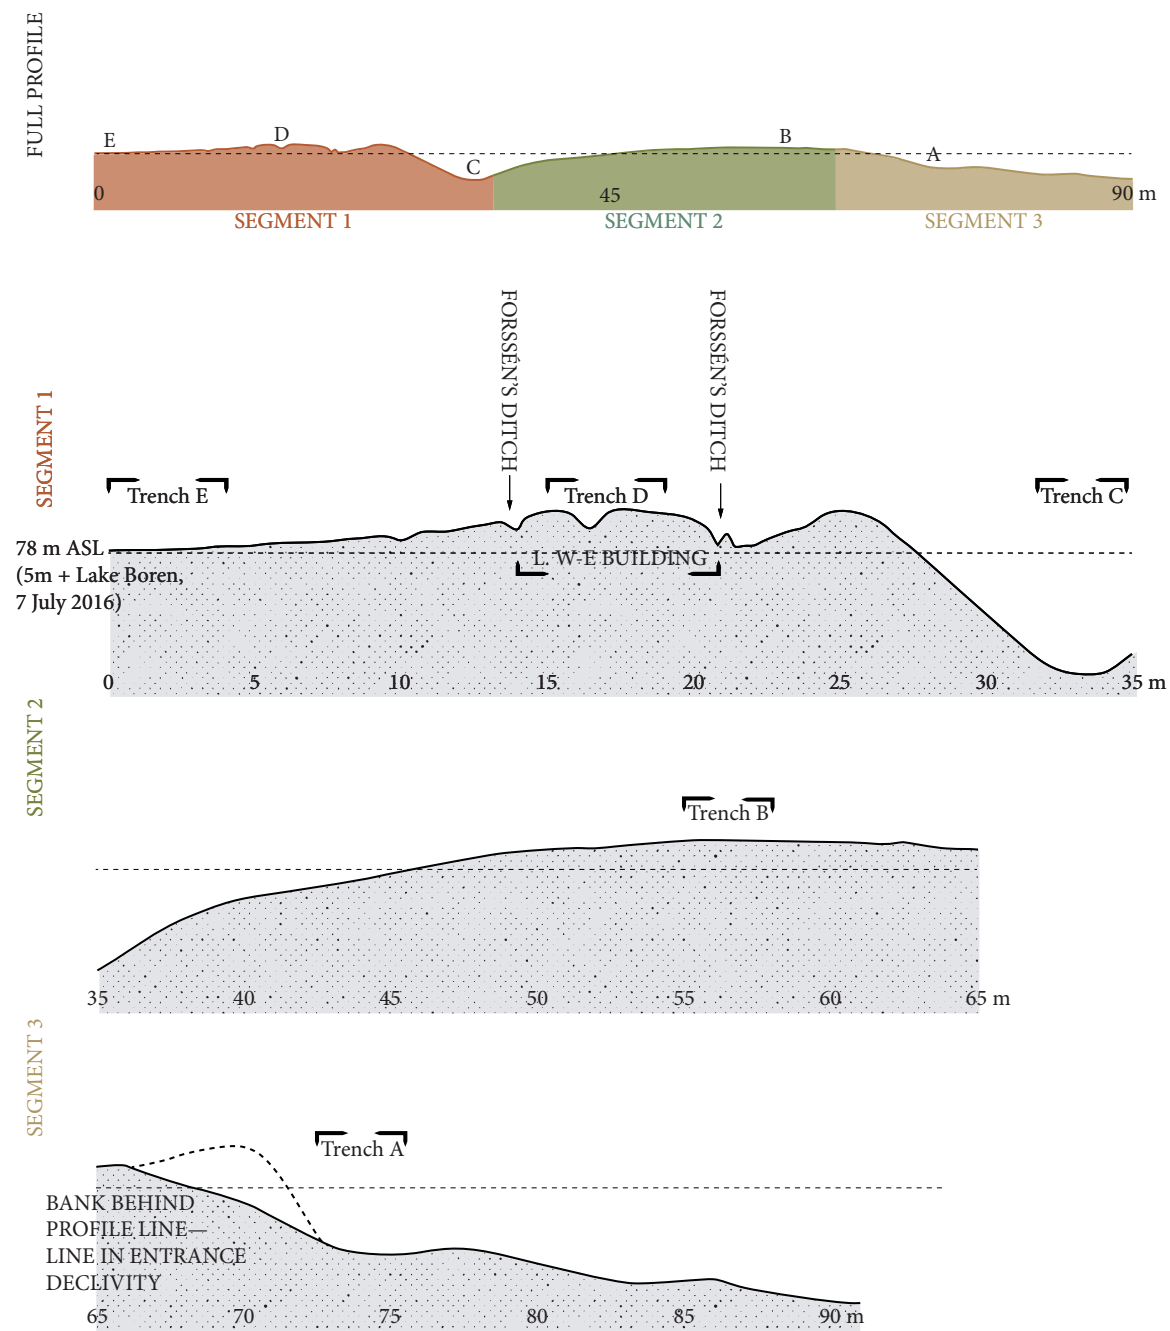 FULL PROFILE
E
D
C
B
A
0
45
90 m
SEGMENT 1
SEGMENT 2
SEGMENT 3
SEGMENT 1
FORSSÉN'S DITCH
FORSSÉN'S DITCH
Trench E
Trench D
Trench C
78 m ASL
(5m + Lake Boren,
7 July 2016)
L. W-E BUILDING
0
5
10
15
20
25
30
35 m
SEGMENT 2
Trench B
35
40
45
50
55
60
65 m
SEGMENT 3
Trench A
BANK BEHIND
PROFILE LINE—
LINE IN ENTRANCE
DECLIVITY
65
70
75
80
85
90 m